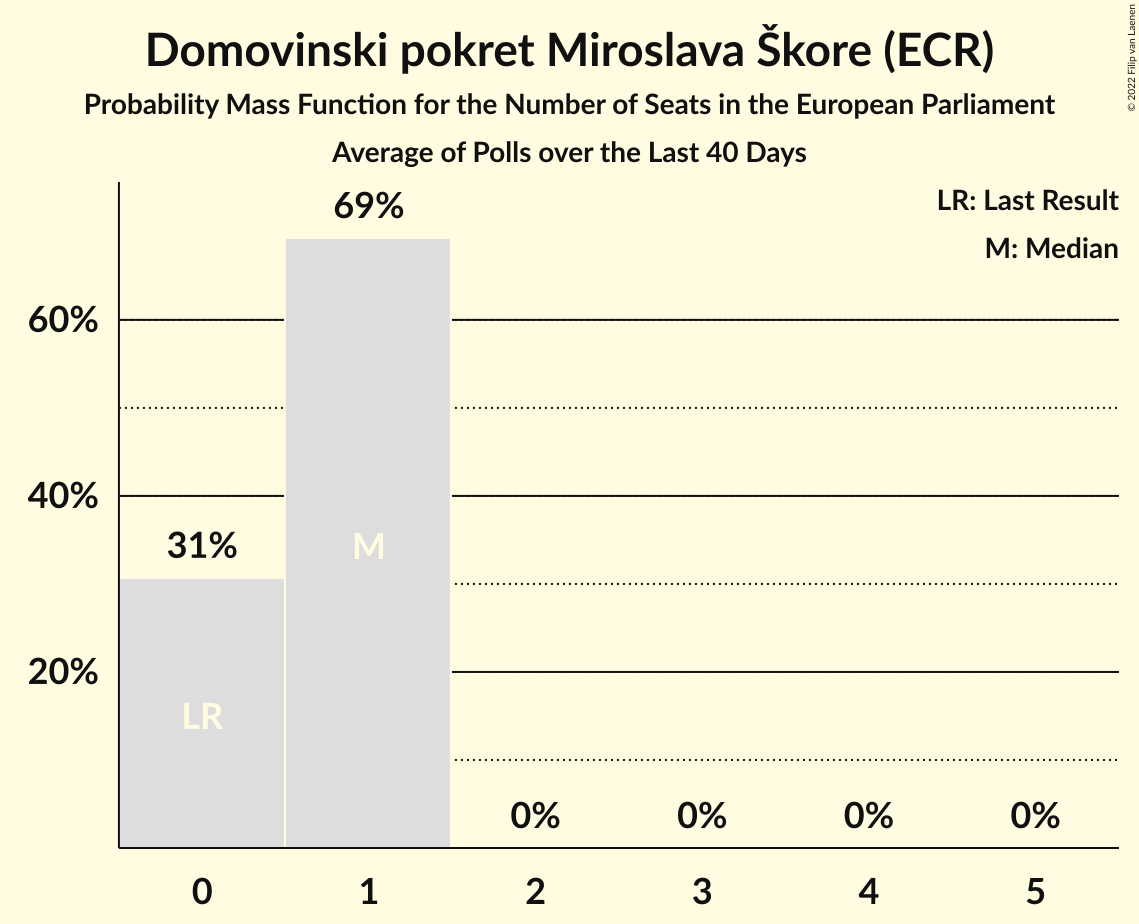 Domovinski pokret Miroslava Škore (ECR)
Probability Mass Function for the Number of Seats in the European Parliament
Average of Polls over the Last 40 Days
© 2022 Filip van Laenen
LR: Last Result
M: Median
69%
60%
40%
31%
M
20%
LR
0% 0% 0% 0%
0 1 2 3 4 5